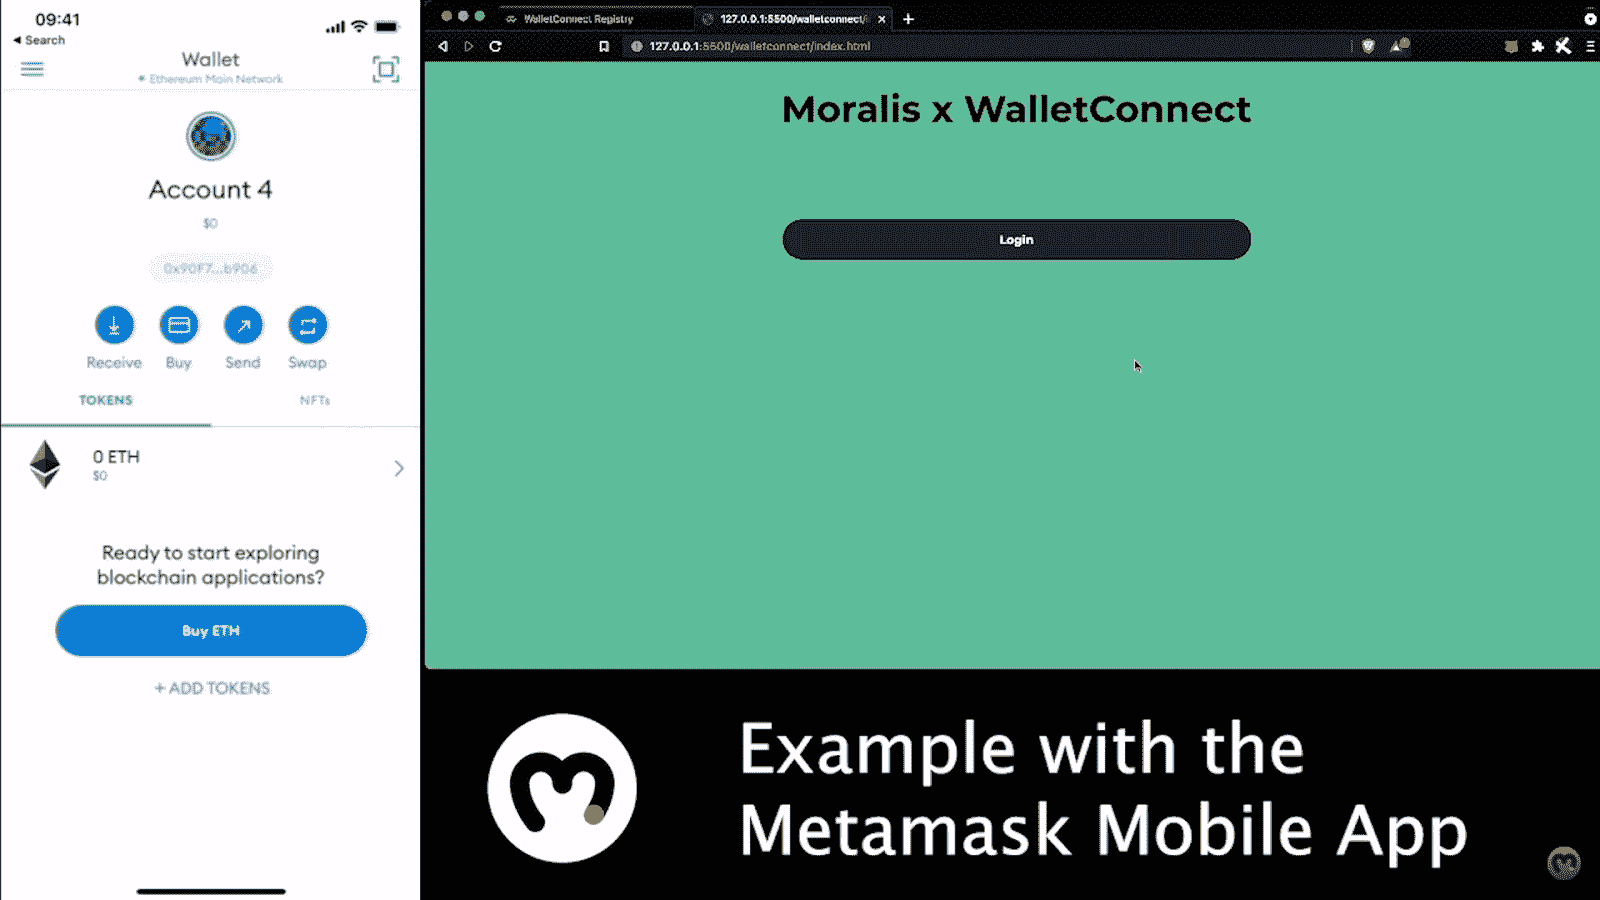 09:41
Search
Wallet
Ethereum Main Network
Account 4
$0
0x90F7...b906
Receive
Buy
Send
Swap
TOKENS
NFTs
0 ETH
$0
Ready to start exploring
blockchain applications?
Buy ETH
+ ADD TOKENS
WalletConnect Registry
127.0.0.1:5500/walletconnect/i
127.0.0.1:5500/walletconnect/index.html
Moralis x WalletConnect
Login
Example with the
Metamask Mobile App